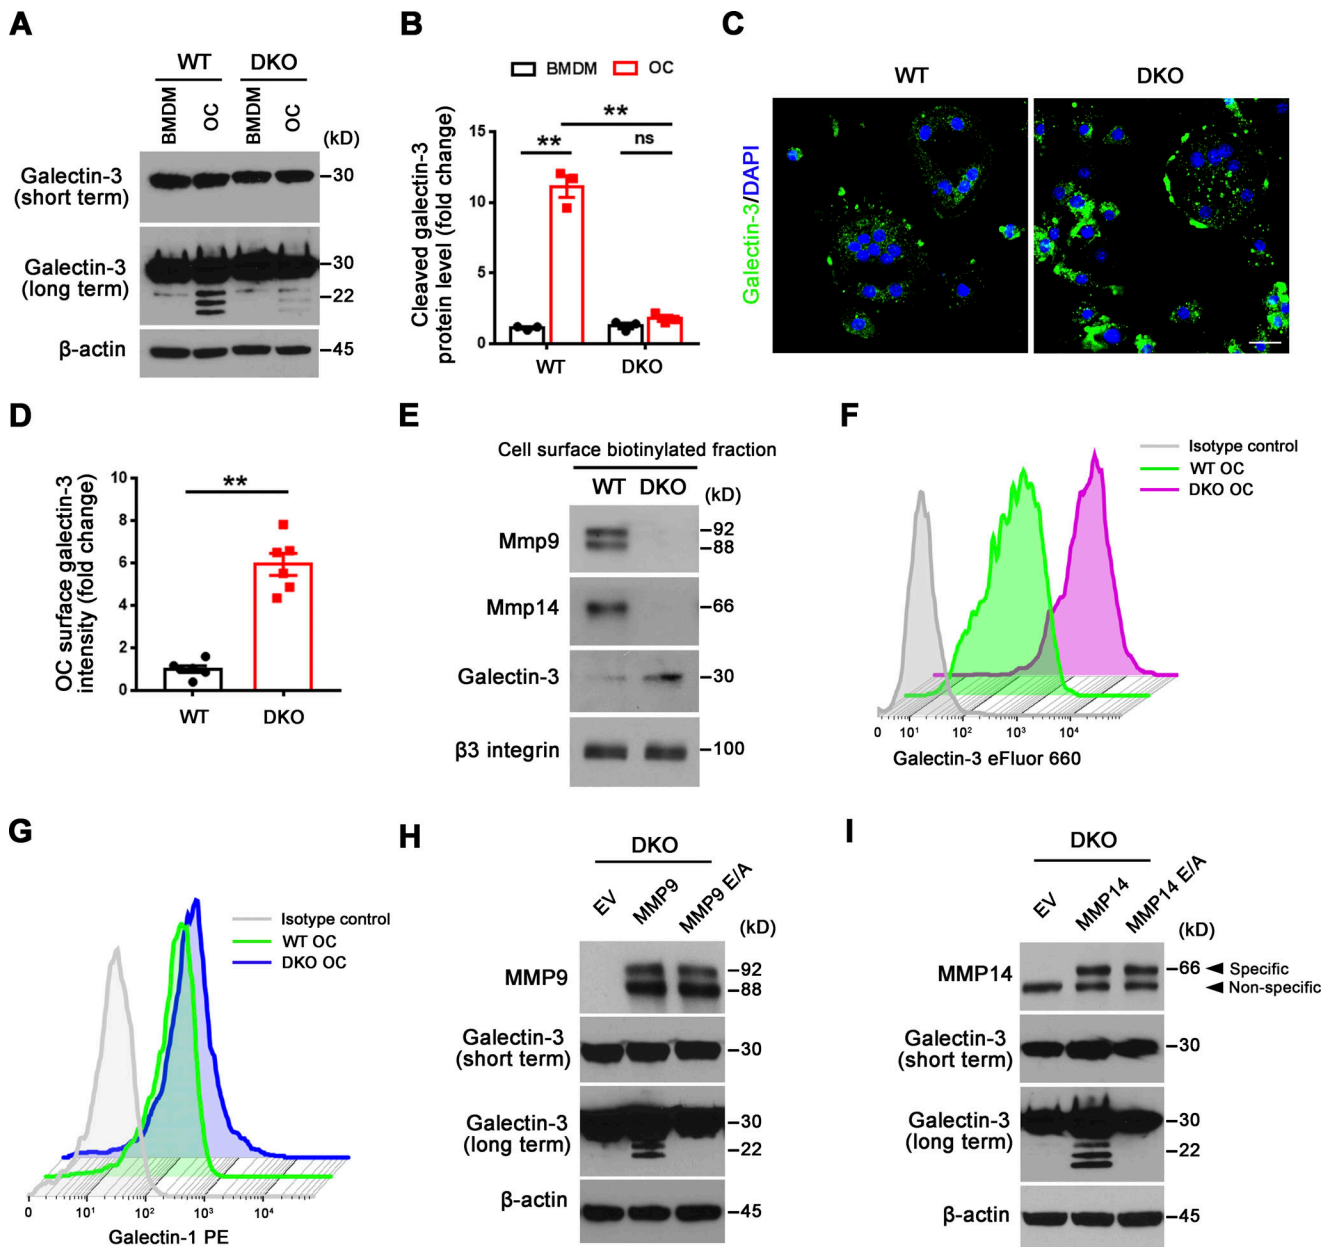 A
WT DKO
BMDM OC BMDM OC (kD)
Galectin-3
(short term)
30
Galectin-3
(long term)
30
22
β-actin
45
B
BMDM OC
Cleaved galectin-3
protein level (fold change)
15
10
5
0
**
**
ns
WT DKO
C
WT DKO
Galectin-3/DAPI
D
OC surface galectin-3
intensity (fold change)
10
8
6
4
2
0
**
WT DKO
E
Cell surface biotinylated fraction
WT DKO (kD)
Mmp9
92
88
Mmp14
66
Galectin-3
30
β3 integrin
100
F
Isotype control
WT OC
DKO OC
0 10¹ 10² 10³ 10⁴
Galectin-3 eFluor 660
G
Isotype control
WT OC
DKO OC
0 10¹ 10² 10³ 10⁴
Galectin-1 PE
H
DKO
EV MMP9 MMP9 E/A
(kD)
MMP9
92
88
Galectin-3
(short term)
30
Galectin-3
(long term)
30
22
β-actin
45
I
DKO
EV MMP14 MMP14 E/A
(kD)
MMP14
66 Specific
Non-specific
Galectin-3
(short term)
30
Galectin-3
(long term)
30
22
β-actin
45